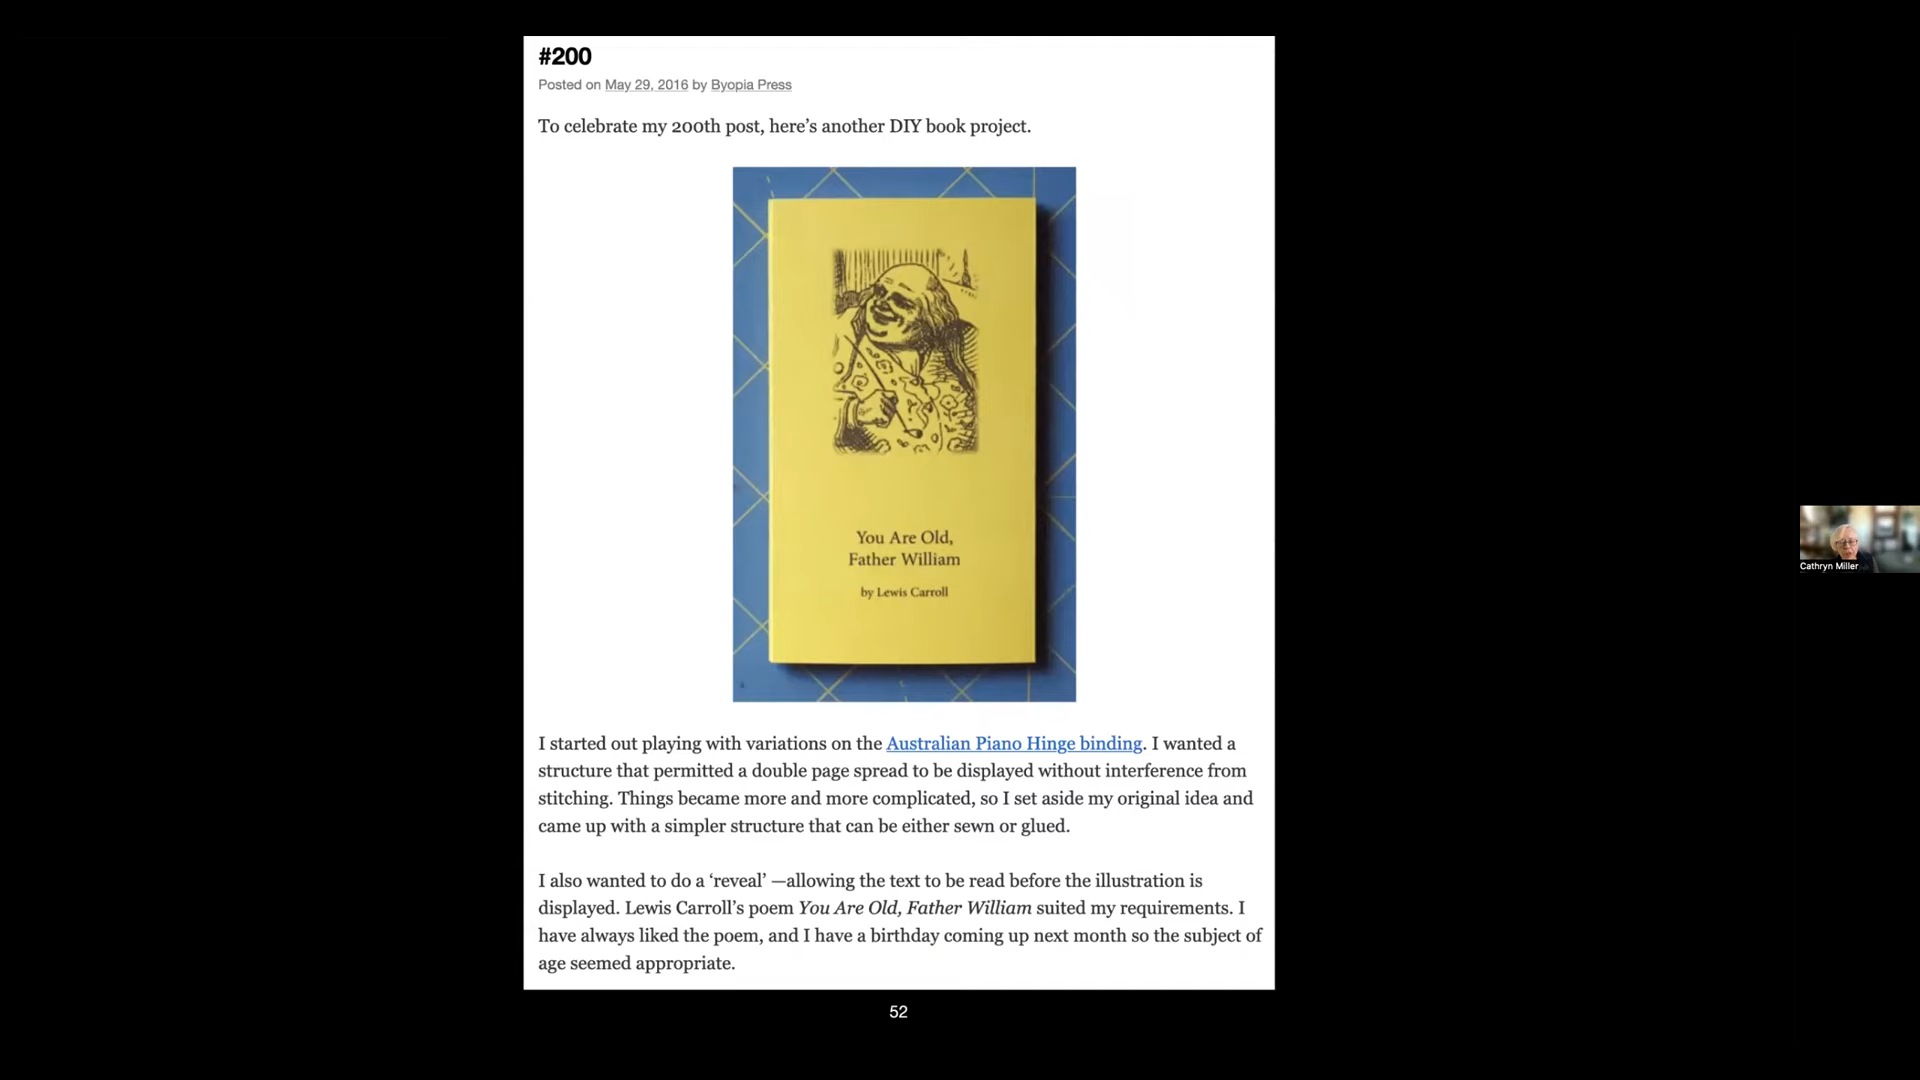 #200
Posted on May 29, 2016 by Byopia Press
To celebrate my 200th post, here's another DIY book project.
You Are Old,
Father William
by Lewis Carroll
I started out playing with variations on the Australian Piano Hinge binding. I wanted a
structure that permitted a double page spread to be displayed without interference from
stitching. Things became more and more complicated, so I set aside my original idea and
came up with a simpler structure that can be either sewn or glued.
I also wanted to do a ‘reveal’ —allowing the text to be read before the illustration is
displayed. Lewis Carroll's poem You Are Old, Father William suited my requirements. I
have always liked the poem, and I have a birthday coming up next month so the subject of
age seemed appropriate.
52
Cathryn Miller